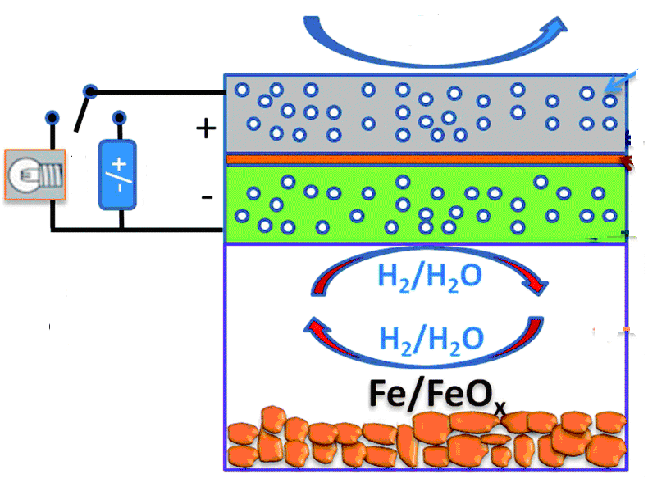 +
+/-
-
H₂/H₂O
H₂/H₂O
Fe/FeOₓ